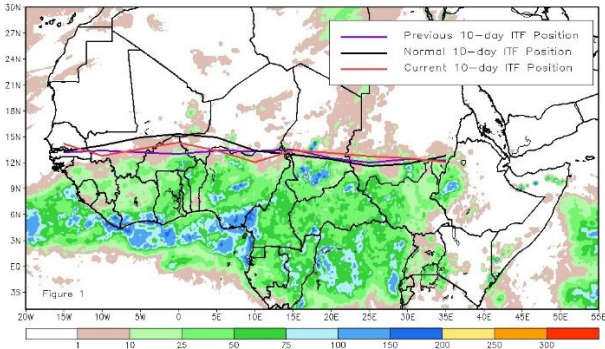 30N
27N
24N
21N
18N
15N
12N
9N
6N
3N
EQ
3S
Previous 10-day ITF Position
Normal 10-day ITF Position
Current 10-day ITF Position
Figure 1
20W 15W 10W 5W 0 5E 10E 15E 20E 25E 30E 35E 40E 45E 50E 55E
1 10 25 50 75 100 150 200 250 300